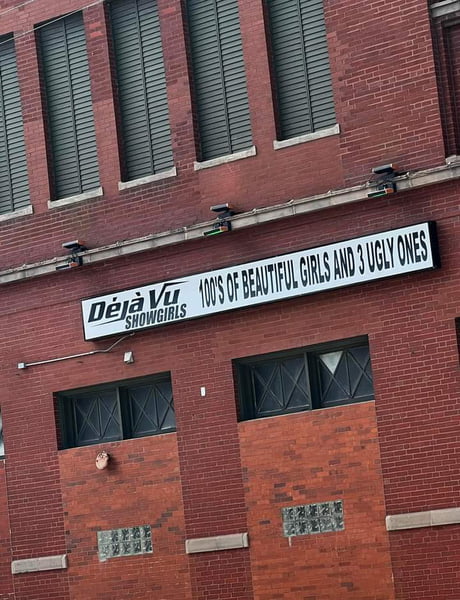 Déjà Vu
SHOWGIRLS
100'S OF BEAUTIFUL GIRLS AND 3 UGLY ONES